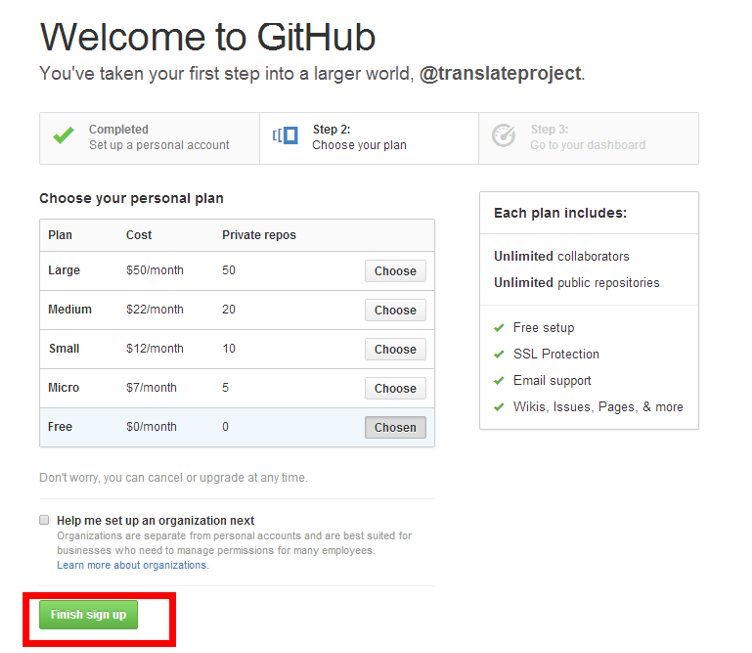 Welcome to GitHub
You've taken your first step into a larger world, @translateproject.
Completed
Set up a personal account
Step 2:
Choose your plan
Step 3:
Go to your dashboard
Choose your personal plan
Plan Cost Private repos
Large $50/month 50 Choose
Medium $22/month 20 Choose
Small $12/month 10 Choose
Micro $7/month 5 Choose
Free $0/month 0 Chosen
Don't worry, you can cancel or upgrade at any time.
Help me set up an organization next
Organizations are separate from personal accounts and are best suited for
businesses who need to manage permissions for many employees.
Learn more about organizations.
Finish sign up
Each plan includes:
Unlimited collaborators
Unlimited public repositories
Free setup
SSL Protection
Email support
Wikis, Issues, Pages, & more